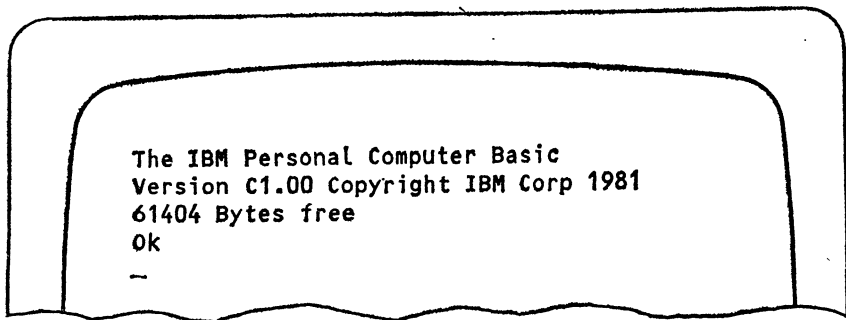 The IBM Personal Computer Basic
Version C1.00 Copyright IBM Corp 1981
61404 Bytes free
Ok
_